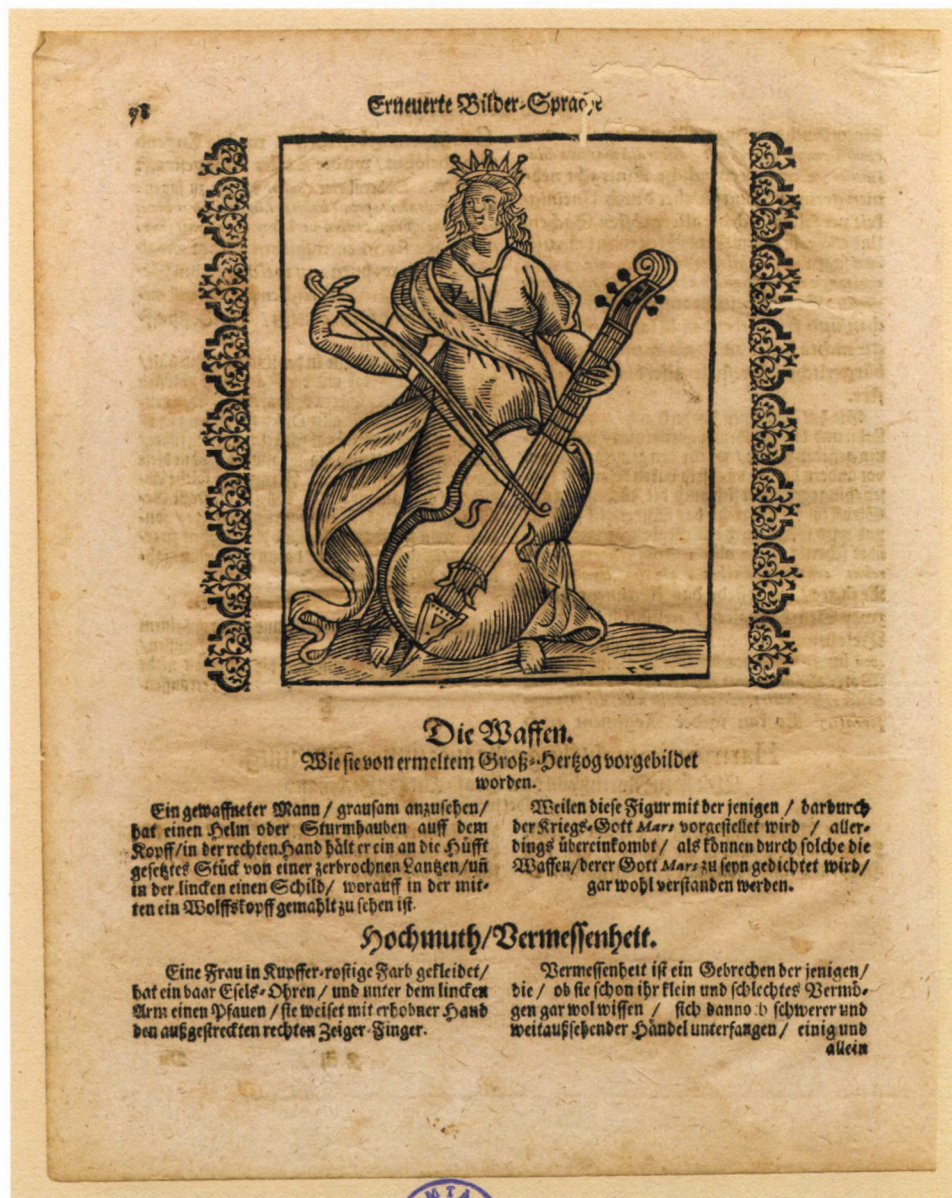 98
Erneuerte Bilder-Sprache
Die Waffen.
Wie sie von ermeltem Groß-Hertzog vorgebildet
worden.
Ein gewaffneter Mann / grausam anzusehen /
hat einen Helm oder Sturmhauben auff dem
Kopff / in der rechten Hand hält er ein an die Hüfft
gesetztes Stück von einer zerbrochnen Lantzen / uñ
in der lincken einen Schild / worauff in der mit-
ten ein Wolffskopff gemahlt zu sehen ist.
Weilen diese Figur mit der jenigen / dardurch
der Kriegs-Gott Mars vorgestellet wird / aller-
dings übereinkombt / als können durch solche die
Waffen / derer Gott Mars zu seyn gedichtet wird /
gar wohl verstanden werden.
Hochmuth / Vermessenheit.
Eine Frau in Kupffer-rostige Farb gekleidet /
hat ein baar Esels-Ohren / und unter dem lincken
Arm einen Pfauen / sie weiset mit erhobner Hand
den außgestreckten rechten Zeiger-Finger.
Vermessenheit ist ein Gebrechen der jenigen /
die / ob sie schon ihr klein und schlechtes Vermö-
gen gar wol wissen / sich dannoch schwerer und
weitaußsehender Händel unterfangen / einig und
allein
MTA